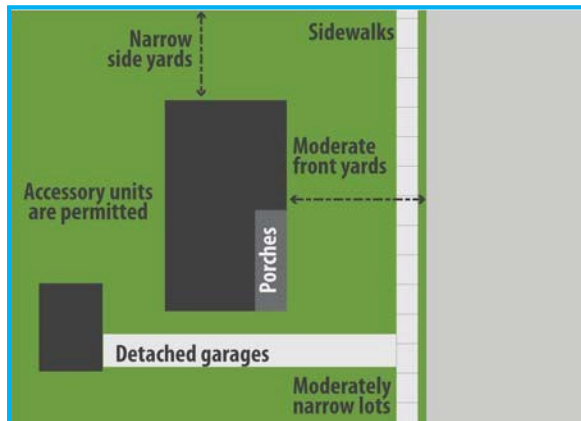 Narrow
side yards
Sidewalks
Moderate
front yards
Accessory units
are permitted
Porches
Detached garages
Moderately
narrow lots